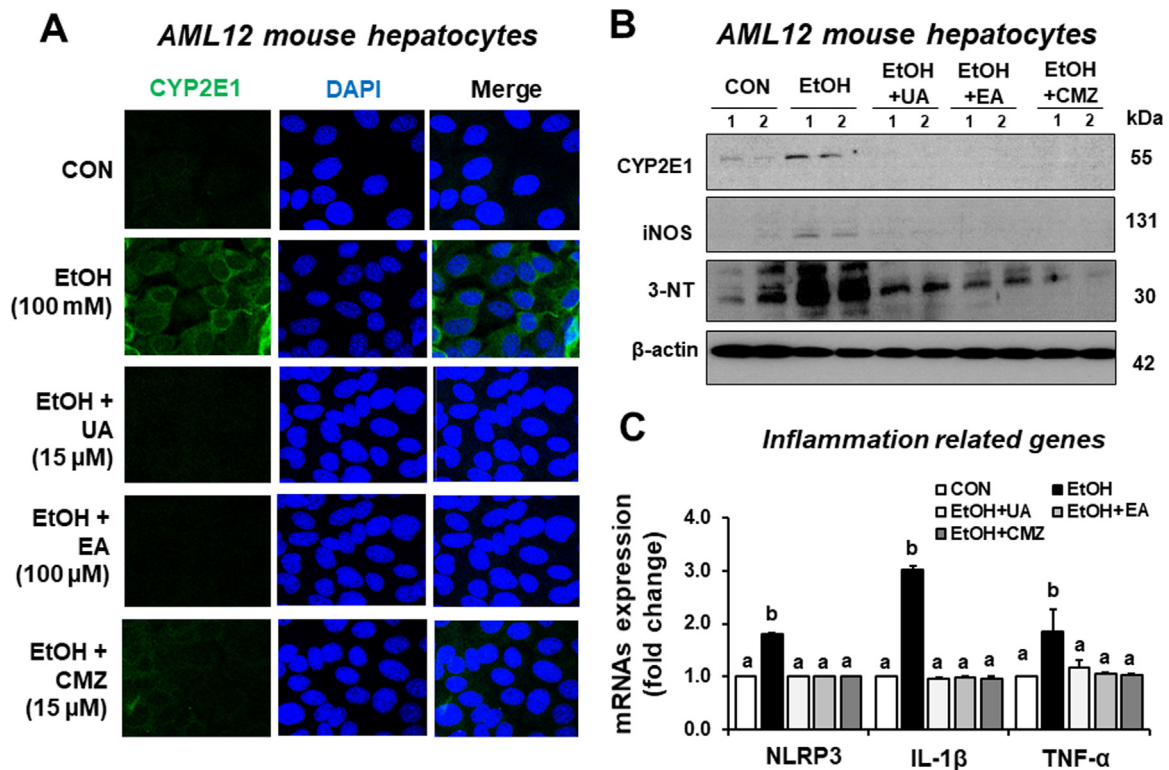 A
AML12 mouse hepatocytes
CYP2E1 DAPI Merge
CON
EtOH
(100 mM)
EtOH +
UA
(15 µM)
EtOH +
EA
(100 µM)
EtOH +
CMZ
(15 µM)
B
AML12 mouse hepatocytes
CON EtOH EtOH +UA EtOH +EA EtOH +CMZ
1 2 1 2 1 2 1 2 1 2 kDa
CYP2E1 55
iNOS 131
3-NT 30
β-actin 42
C
Inflammation related genes
CON EtOH
EtOH+UA EtOH+EA
EtOH+CMZ
mRNAs expression
(fold change)
4.0
3.0
2.0
1.0
0.0
a b a a a
a b a a a
a b a a a
NLRP3 IL-1β TNF-α